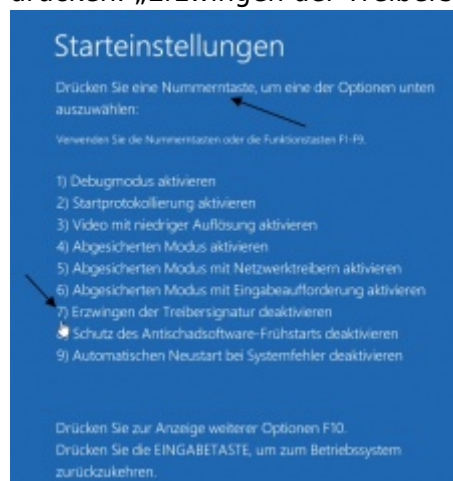 Starteinstellungen
Drücken Sie eine Nummerntaste, um eine der Optionen unten
auszuwählen:
Verwenden Sie die Nummerntasten oder die Funktionstasten F1-F9.
1) Debugmodus aktivieren
2) Startprotokollierung aktivieren
3) Video mit niedriger Auflösung aktivieren
4) Abgesicherten Modus aktivieren
5) Abgesicherten Modus mit Netzwerktreibern aktivieren
6) Abgesicherten Modus mit Eingabeaufforderung aktivieren
7) Erzwingen der Treibersignatur deaktivieren
Schutz des Antischadsoftware-Frühstarts deaktivieren
9) Automatischen Neustart bei Systemfehler deaktivieren
Drücken Sie zur Anzeige weiterer Optionen F10.
Drücken Sie die EINGABETASTE, um zum Betriebssystem
zurückzukehren.